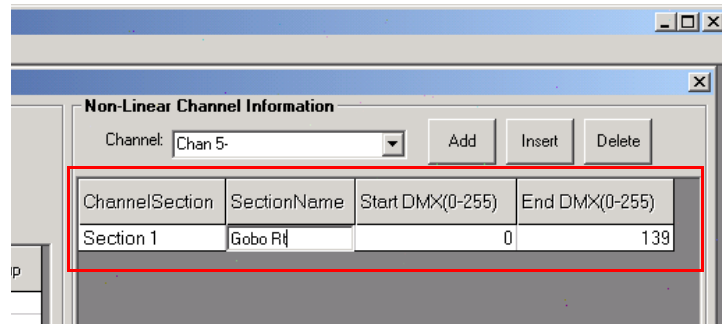 Non-Linear Channel Information
Channel: Chan 5- Add Insert Delete
ChannelSection SectionName Start DMX(0-255) End DMX(0-255)
Section 1 Gobo Rt 0 139